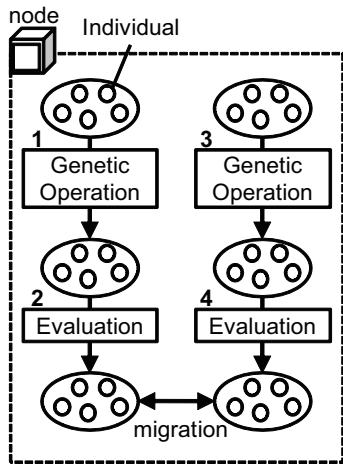 node
Individual
1
Genetic
Operation
3
Genetic
Operation
2
Evaluation
4
Evaluation
migration